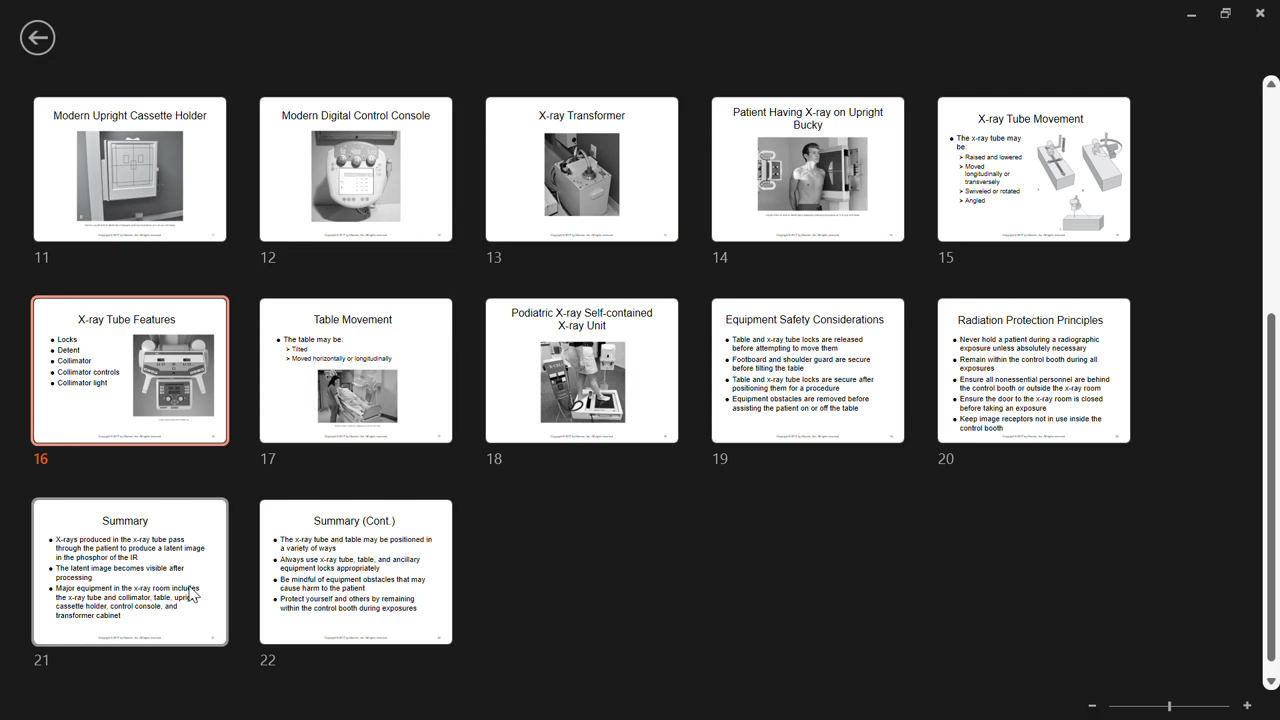 Modern Upright Cassette Holder
11
Modern Digital Control Console
12
X-ray Transformer
13
Patient Having X-ray on Upright
Bucky
14
X-ray Tube Movement
• The x-ray tube may
be:
➤ Raised and lowered
➤ Moved
longitudinally or
transversely
➤ Swiveled or rotated
➤ Angled
15
X-ray Tube Features
• Locks
• Detent
• Collimator
• Collimator controls
• Collimator light
16
Table Movement
• The table may be:
➤ Tilted
➤ Moved horizontally or longitudinally
17
Podiatric X-ray Self-contained
X-ray Unit
18
Equipment Safety Considerations
• Table and x-ray tube locks are released
before attempting to move them
• Footboard and shoulder guard are secure
before tilting the table
• Table and x-ray tube locks are secure after
positioning them for a procedure
• Equipment obstacles are removed before
assisting the patient on or off the table
19
Radiation Protection Principles
• Never hold a patient during a radiographic
exposure unless absolutely necessary
• Remain within the control booth during all
exposures
• Ensure all nonessential personnel are behind
the control booth or outside the x-ray room
• Ensure the door to the x-ray room is closed
before taking an exposure
• Keep image receptors not in use inside the
control booth
20
Summary
• X-rays produced in the x-ray tube pass
through the patient to produce a latent image
in the phosphor of the IR
• The latent image becomes visible after
processing
• Major equipment in the x-ray room includes
the x-ray tube and collimator, table, upright
cassette holder, control console, and
transformer cabinet
21
Summary (Cont.)
• The x-ray tube and table may be positioned in
a variety of ways
• Always use x-ray tube, table, and ancillary
equipment locks appropriately
• Be mindful of equipment obstacles that may
cause harm to the patient
• Protect yourself and others by remaining
within the control booth during exposures
22